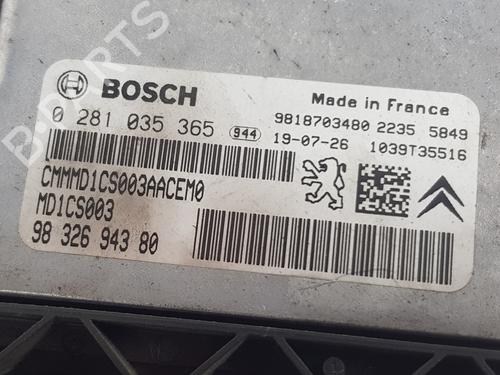 BOSCH
Made in France
0 281 035 365 944
9818703480 2235 5849
19-07-26 1039T35516
CMMMD1CS003AACEM0
MD1CS003
98 326 943 80
B-PARTS